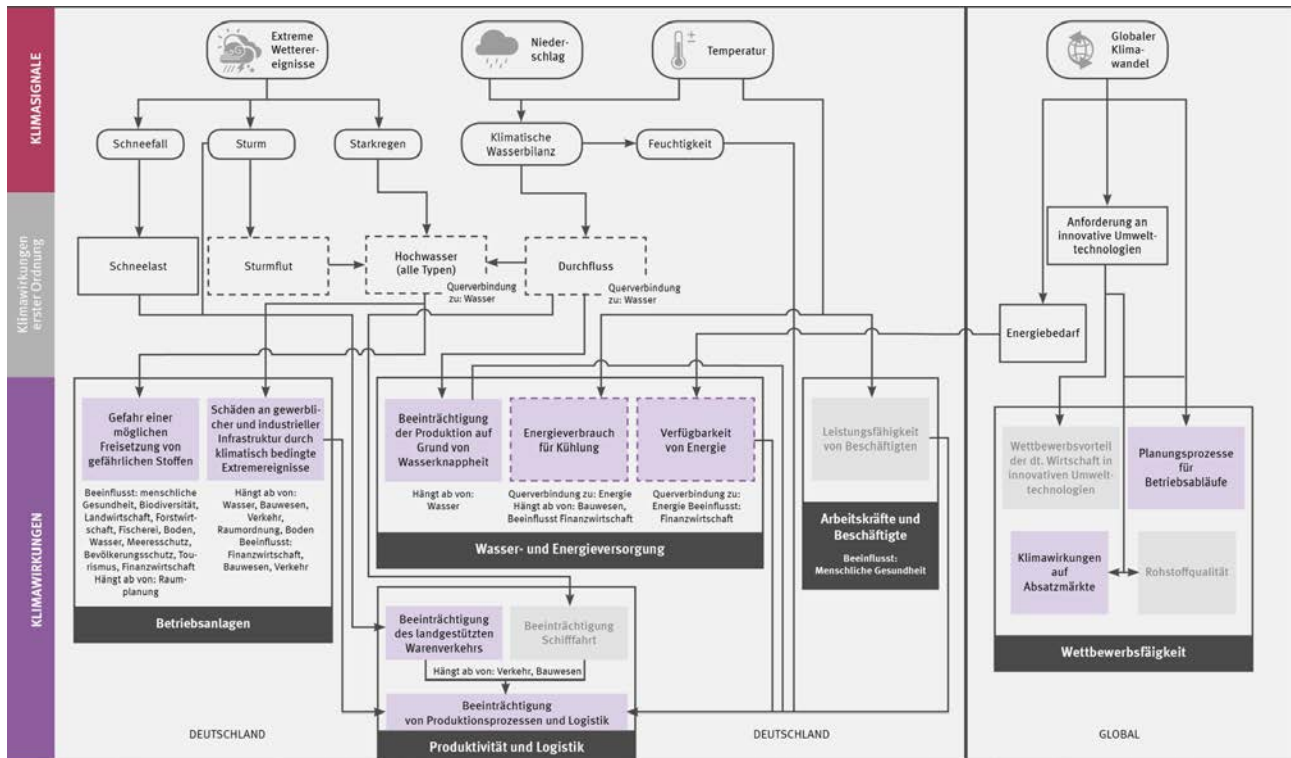 KLIMASIGNALE
Extreme
Wetterer-
eignisse
Nieder-
schlag
Temperatur
Globaler
Klima-
wandel
Schneefall
Sturm
Starkregen
Klimatische
Wasserbilanz
Feuchtigkeit
Klimawirkungen
erster Ordnung
Anforderung an
innovative Umwelt-
technologien
Schneelast
Sturmflut
Hochwasser
(alle Typen)
Querverbindung
zu: Wasser
Durchfluss
Querverbindung
zu: Wasser
Energiebedarf
KLIMAWIRKUNGEN
Gefahr einer
möglichen
Freisetzung von
gefährlichen Stoffen
Beeinflusst: menschliche
Gesundheit, Biodiversität,
Landwirtschaft, Forstwirt-
schaft, Fischerei, Boden,
Wasser, Meeresschutz,
Bevölkerungsschutz, Tou-
rismus, Finanzwirtschaft
Hängt ab von: Raum-
planung
Schäden an gewerbli-
cher und industrieller
Infrastruktur durch
klimatisch bedingte
Extremereignisse
Hängt ab von:
Wasser, Bauwesen,
Verkehr,
Raumordnung, Boden
Beeinflusst:
Finanzwirtschaft,
Bauwesen, Verkehr
Betriebsanlagen
Beeinträchtigung
der Produktion auf
Grund von
Wasserknappheit
Hängt ab von:
Wasser
Energieverbrauch
für Kühlung
Querverbindung zu: Energie
Hängt ab von: Bauwesen,
Beeinflusst Finanzwirtschaft
Verfügbarkeit
von Energie
Querverbindung zu:
Energie Beeinflusst:
Finanzwirtschaft
Wasser- und Energieversorgung
Leistungsfähigkeit
von Beschäftigten
Arbeitskräfte und
Beschäftigte
Beeinflusst:
Menschliche Gesundheit
Wettbewerbsvorteil
der dt. Wirtschaft in
innovativen Umwelt-
technologien
Planungsprozesse
für
Betriebsabläufe
Klimawirkungen
auf
Absatzmärkte
Rohstoffqualität
Wettbewerbsfäigkeit
Beeinträchtigung
des landgestützten
Warenverkehrs
Beeinträchtigung
Schifffahrt
Hängt ab von: Verkehr, Bauwesen
Beeinträchtigung
von Produktionsprozessen und Logistik
Produktivität und Logistik
DEUTSCHLAND
DEUTSCHLAND
GLOBAL